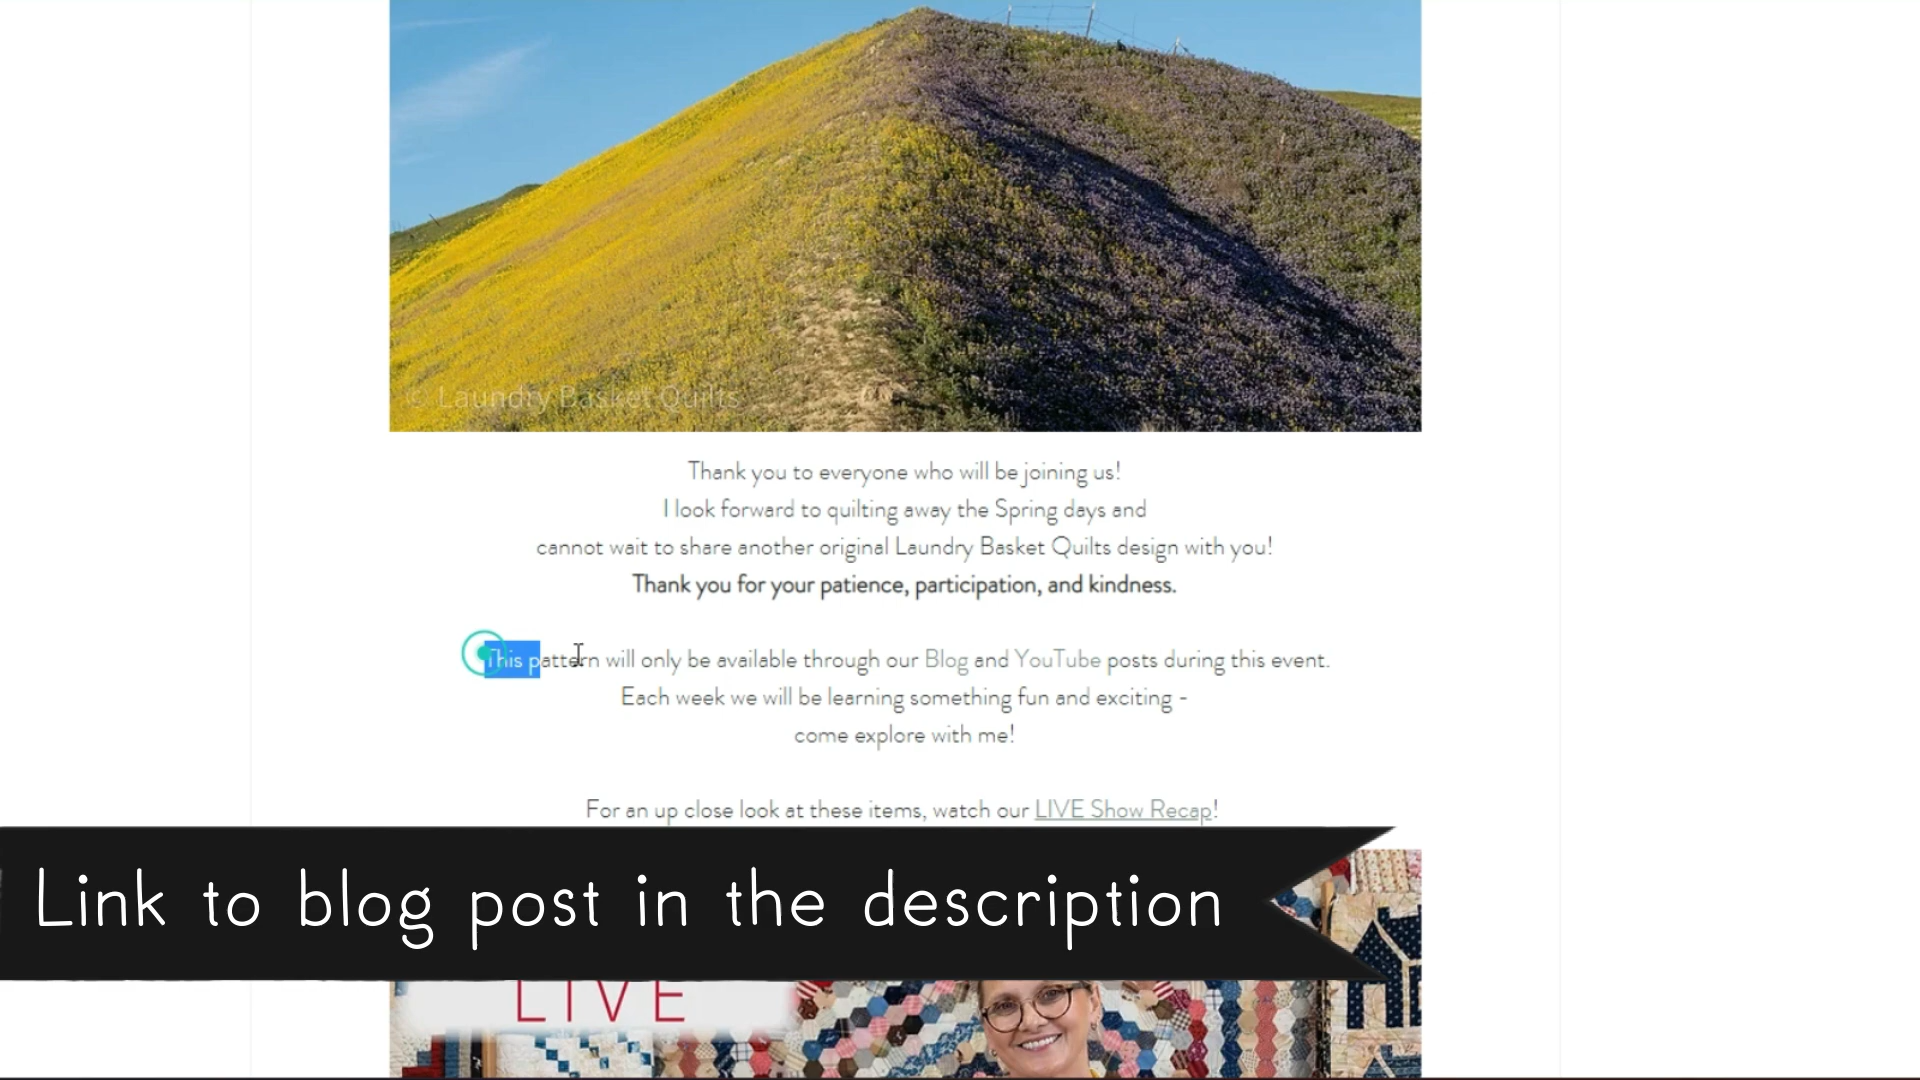 © Laundry Basket Quilts
Thank you to everyone who will be joining us!
I look forward to quilting away the Spring days and
cannot wait to share another original Laundry Basket Quilts design with you!
Thank you for your patience, participation, and kindness.
This pattern will only be available through our Blog and YouTube posts during this event.
Each week we will be learning something fun and exciting -
come explore with me!
For an up close look at these items, watch our LIVE Show Recap!
Link to blog post in the description
LIVE